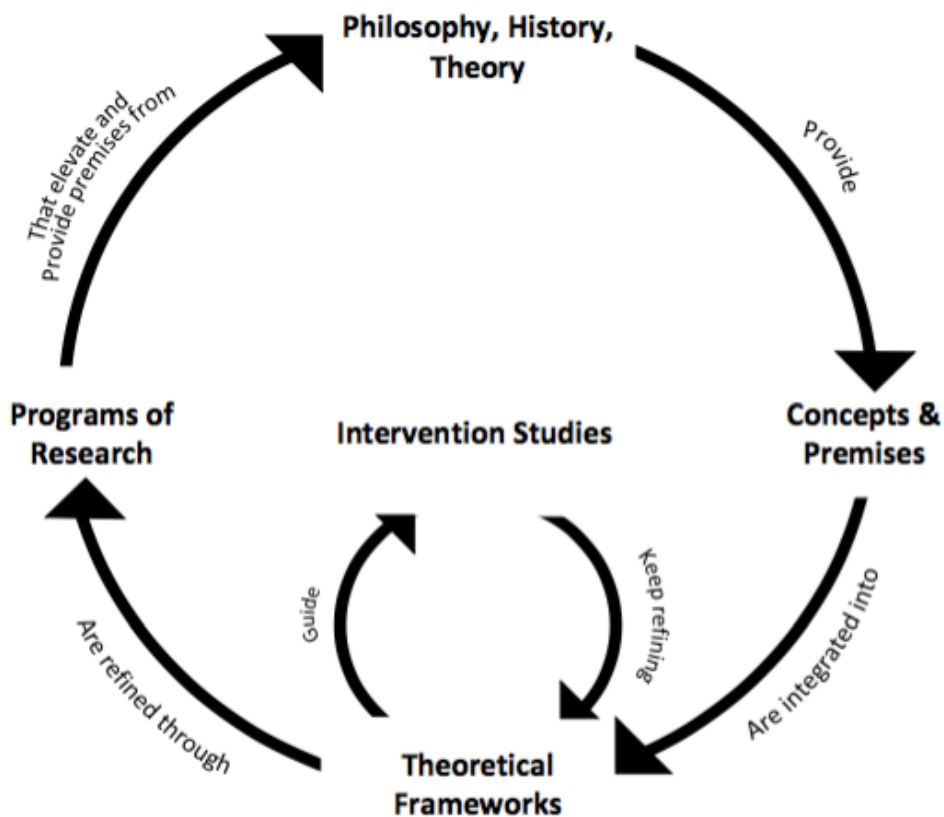 Philosophy, History,
Theory
That elevate and
Provide premises from
Provide
Programs of
Research
Intervention Studies
Concepts &
Premises
Guide
Keep refining
Are refined through
Are integrated into
Theoretical
Frameworks